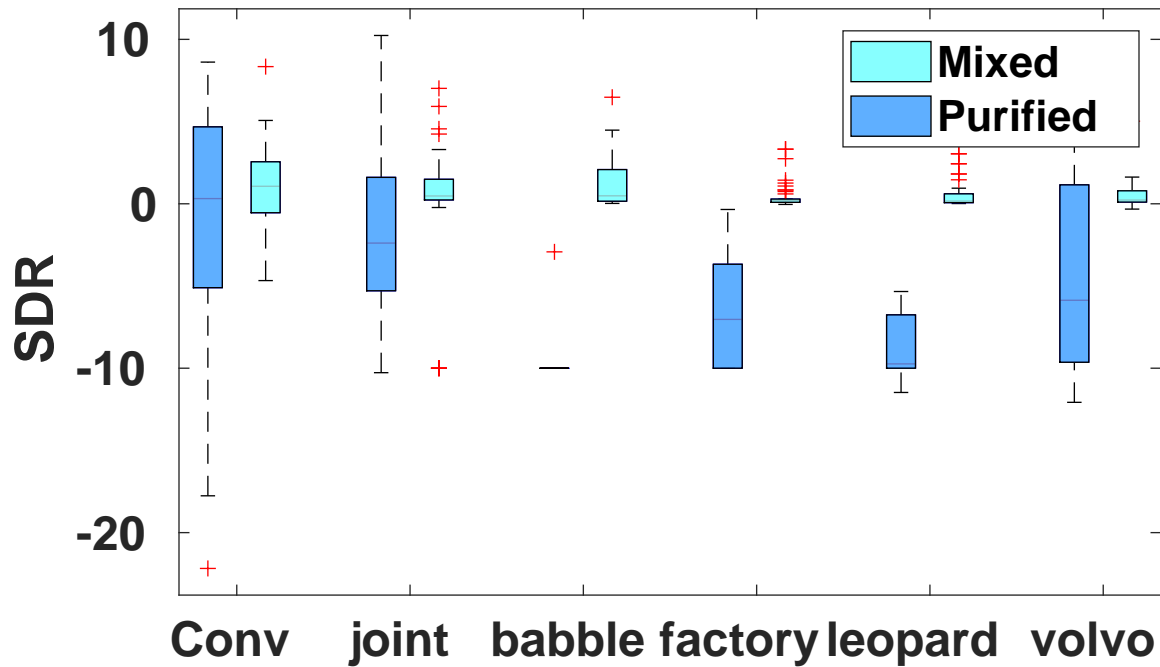 10
0
-10
-20
SDR
Mixed
Purified
Conv joint babble factory leopard volvo